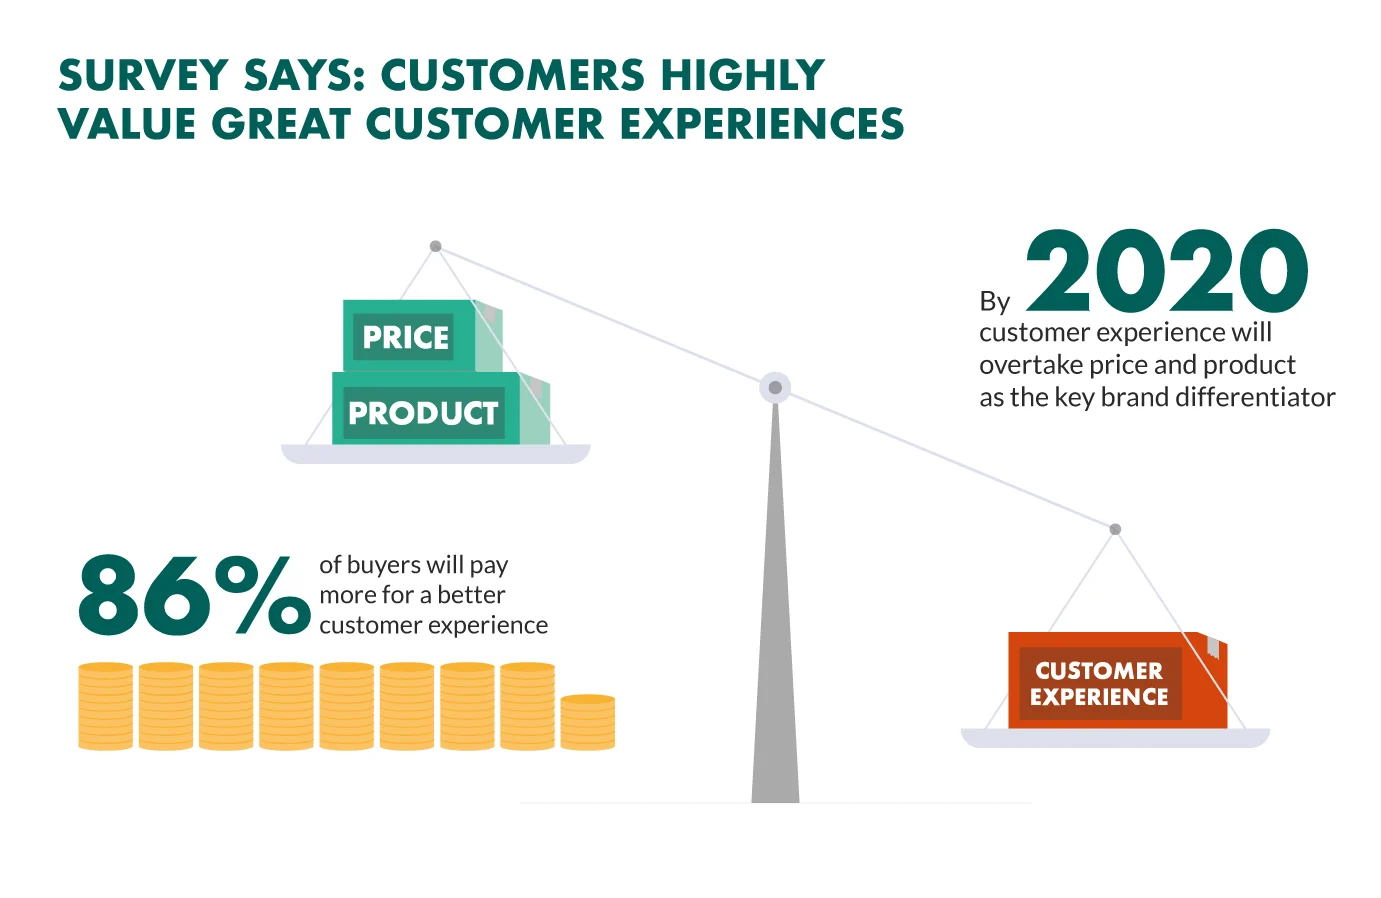 SURVEY SAYS: CUSTOMERS HIGHLY
VALUE GREAT CUSTOMER EXPERIENCES
PRICE
PRODUCT
By 2020
customer experience will
overtake price and product
as the key brand differentiator
86%
of buyers will pay
more for a better
customer experience
CUSTOMER
EXPERIENCE